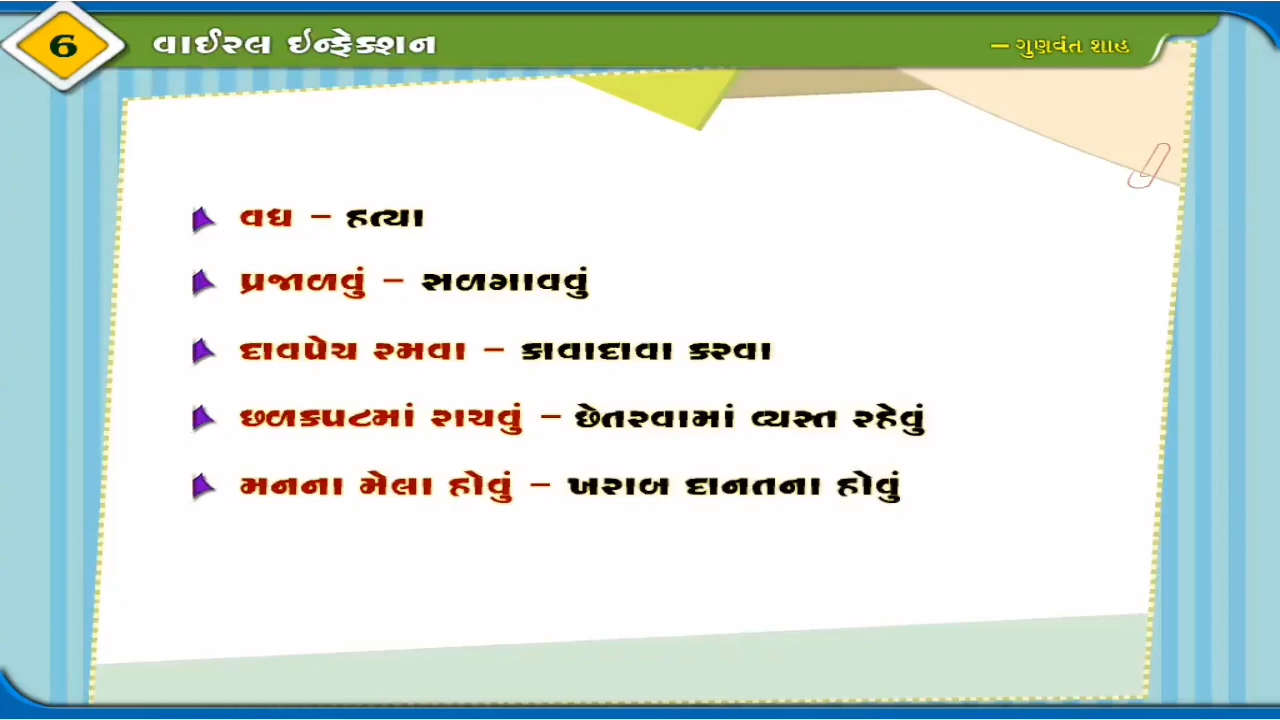 6
વાઈરલ ઇન્ફેક્શન
– ગુણવંત શાહ
વધ – હત્યા
પ્રજાળવું – સળગાવવું
દાવપેચ રમવા – કાવાદાવા કરવા
છળકપટમાં રાચવું – છેતરવામાં વ્યસ્ત રહેવું
મનના મેલા હોવું – ખરાબ દાનતના હોવું